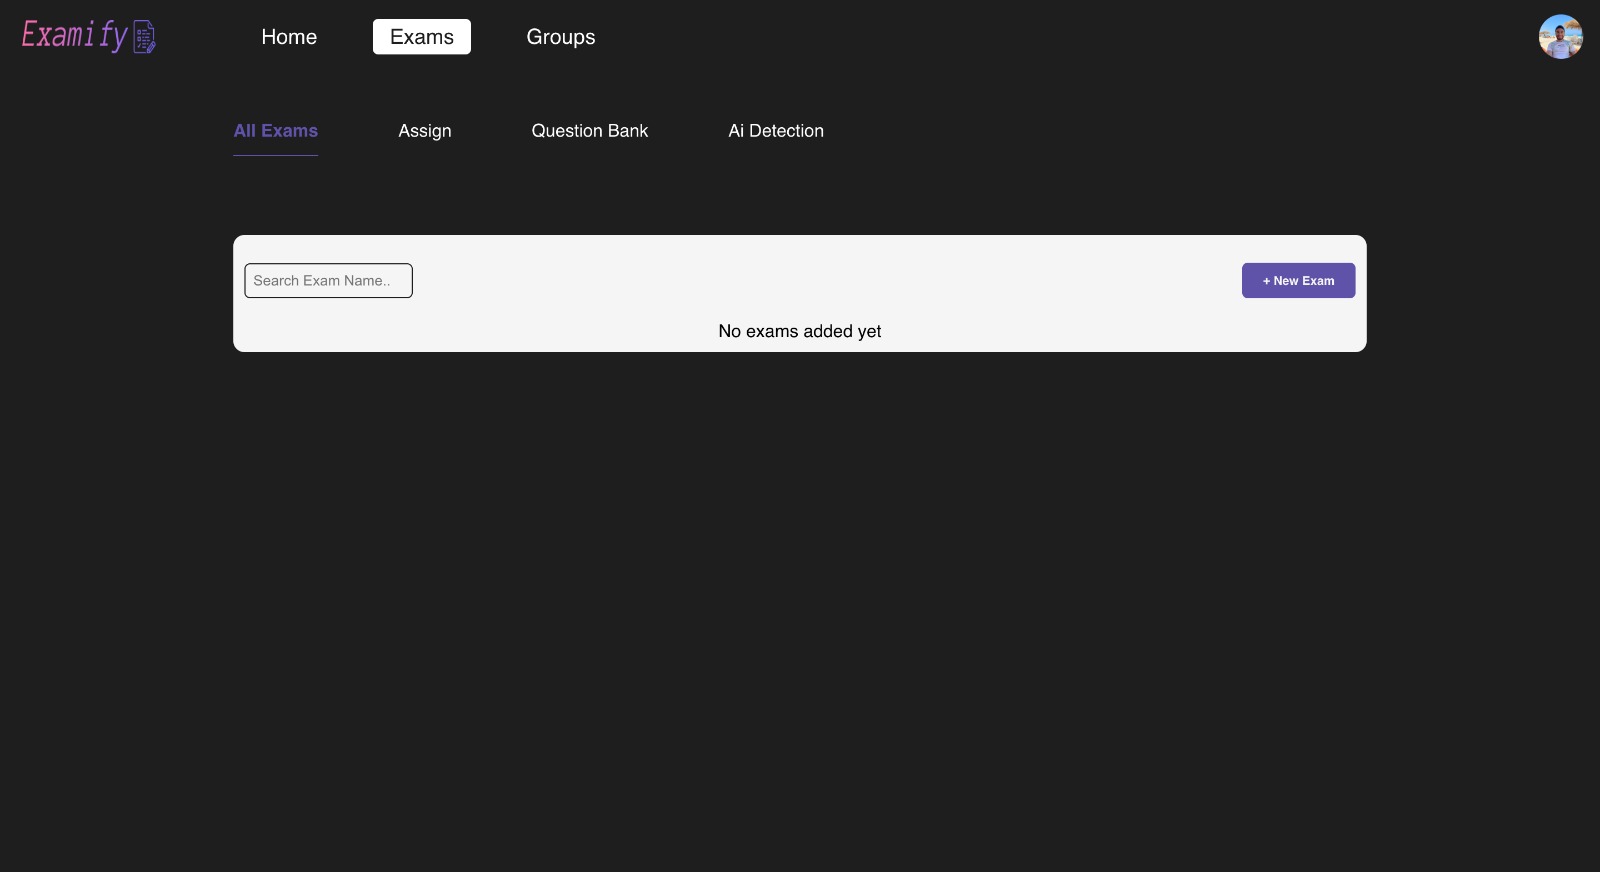 Examify
Home
Exams
Groups
All Exams
Assign
Question Bank
Ai Detection
Search Exam Name..
+ New Exam
No exams added yet